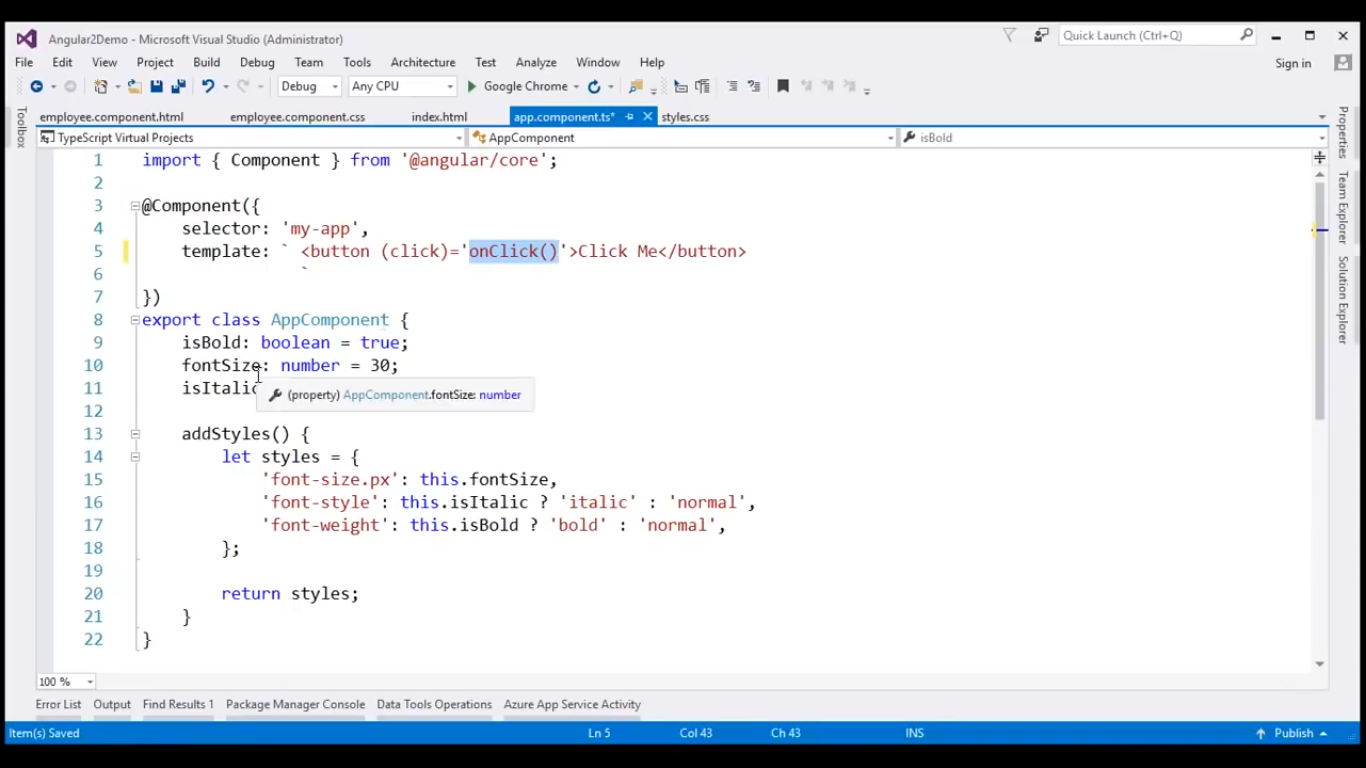 Angular2Demo - Microsoft Visual Studio (Administrator)
Quick Launch (Ctrl+Q)
File Edit View Project Build Debug Team Tools Architecture Test Analyze Window Help
Sign in
Debug Any CPU Google Chrome
Toolbox
employee.component.html employee.component.css index.html app.component.ts* styles.css
TypeScript Virtual Projects AppComponent isBold
1 import { Component } from '@angular/core';
2
3 @Component({
4 selector: 'my-app',
5 template: ` <button (click)='onClick()'>Click Me</button>
6 `
7 })
8 export class AppComponent {
9 isBold: boolean = true;
10 fontSize: number = 30;
11 isItalic
(property) AppComponent.fontSize: number
12
13 addStyles() {
14 let styles = {
15 'font-size.px': this.fontSize,
16 'font-style': this.isItalic ? 'italic' : 'normal',
17 'font-weight': this.isBold ? 'bold' : 'normal',
18 };
19
20 return styles;
21 }
22 }
Properties
Team Explorer
Solution Explorer
100 %
Error List Output Find Results 1 Package Manager Console Data Tools Operations Azure App Service Activity
Item(s) Saved Ln 5 Col 43 Ch 43 INS Publish